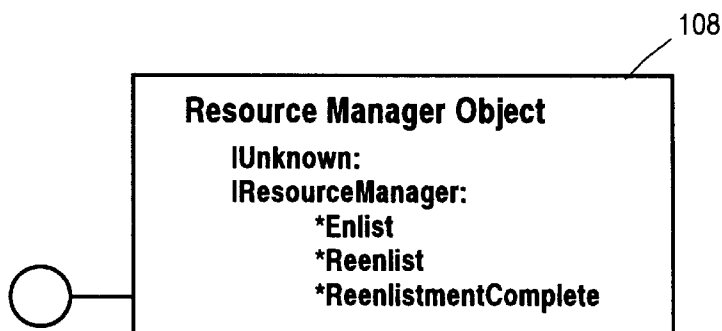 108
Resource Manager Object
IUnknown:
IResourceManager:
*Enlist
*Reenlist
*ReenlistmentComplete